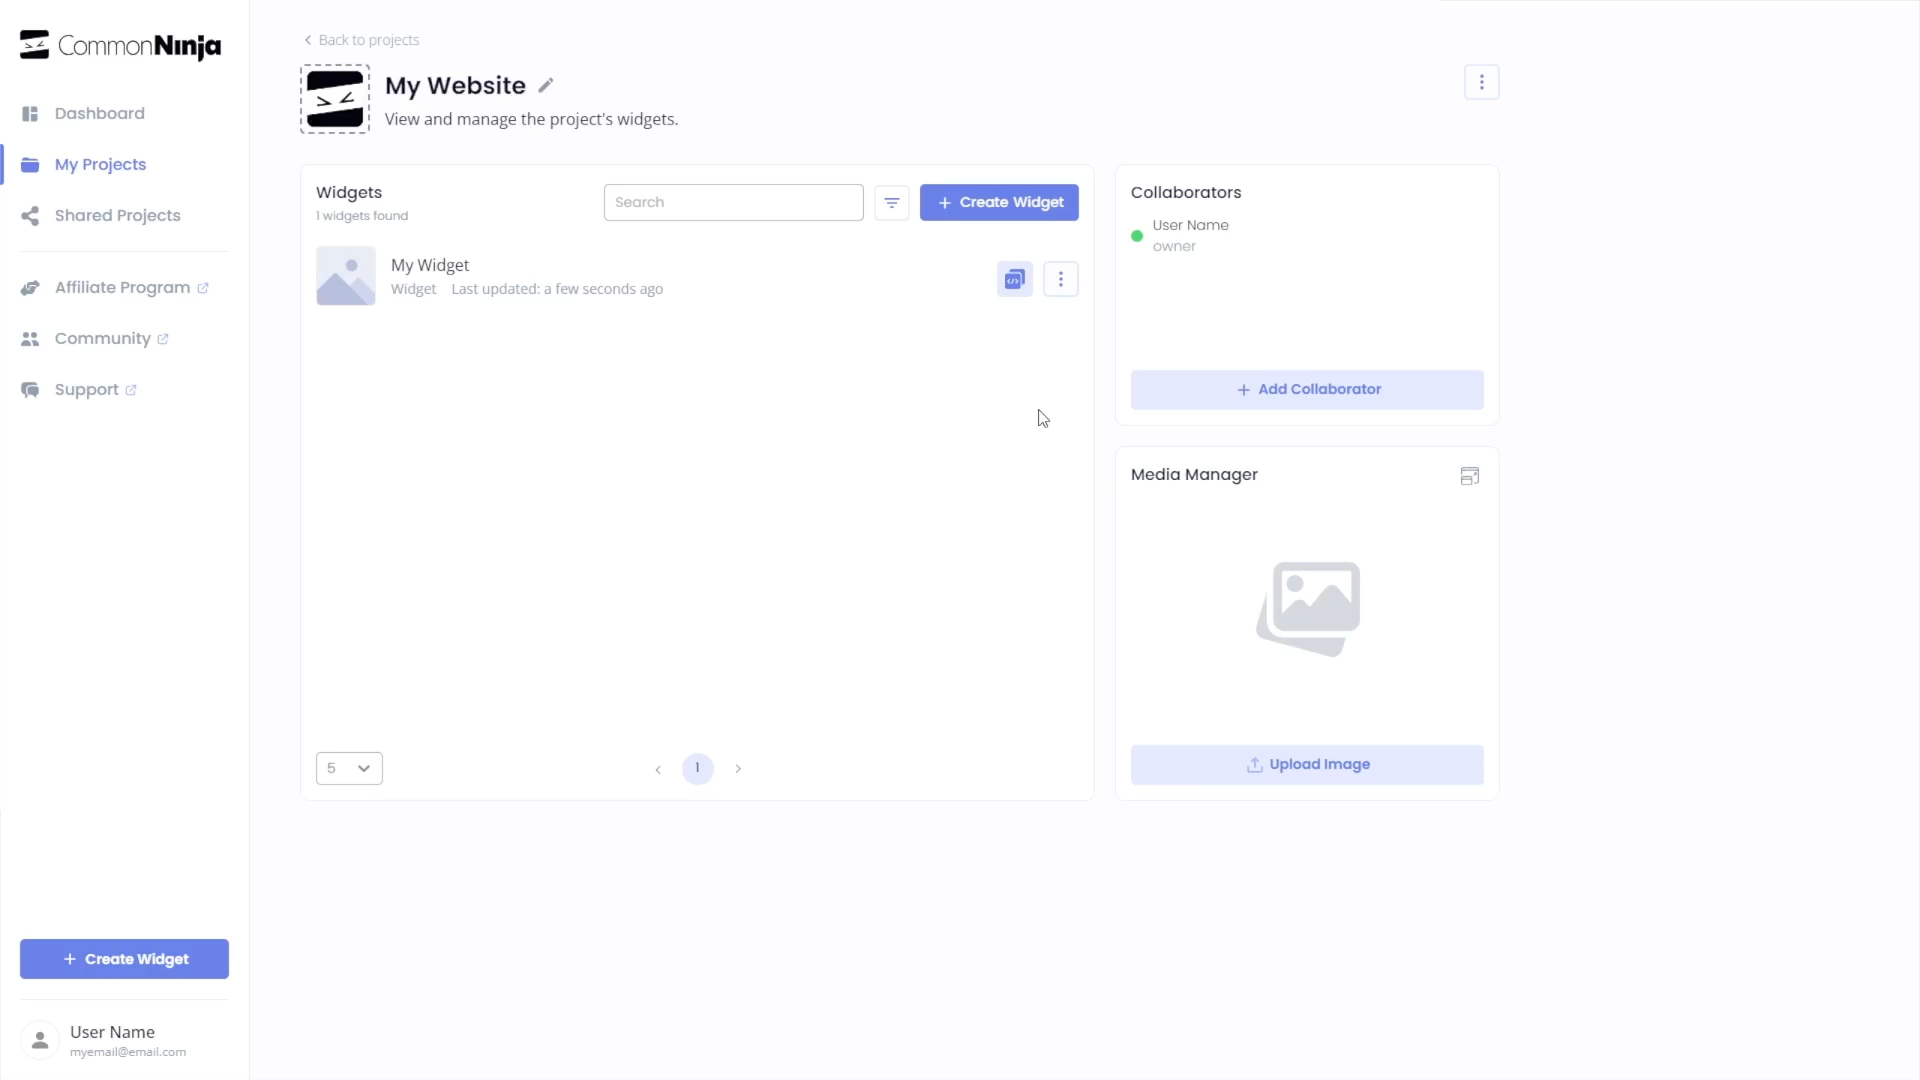 CommonNinja
Dashboard
My Projects
Shared Projects
Affiliate Program
Community
Support
Create Widget
User Name
myemail@email.com
Back to projects
My Website
View and manage the project's widgets.
Widgets
1 widgets found
Search
Create Widget
My Widget
Widget Last updated: a few seconds ago
5
1
Collaborators
User Name
owner
Add Collaborator
Media Manager
Upload Image